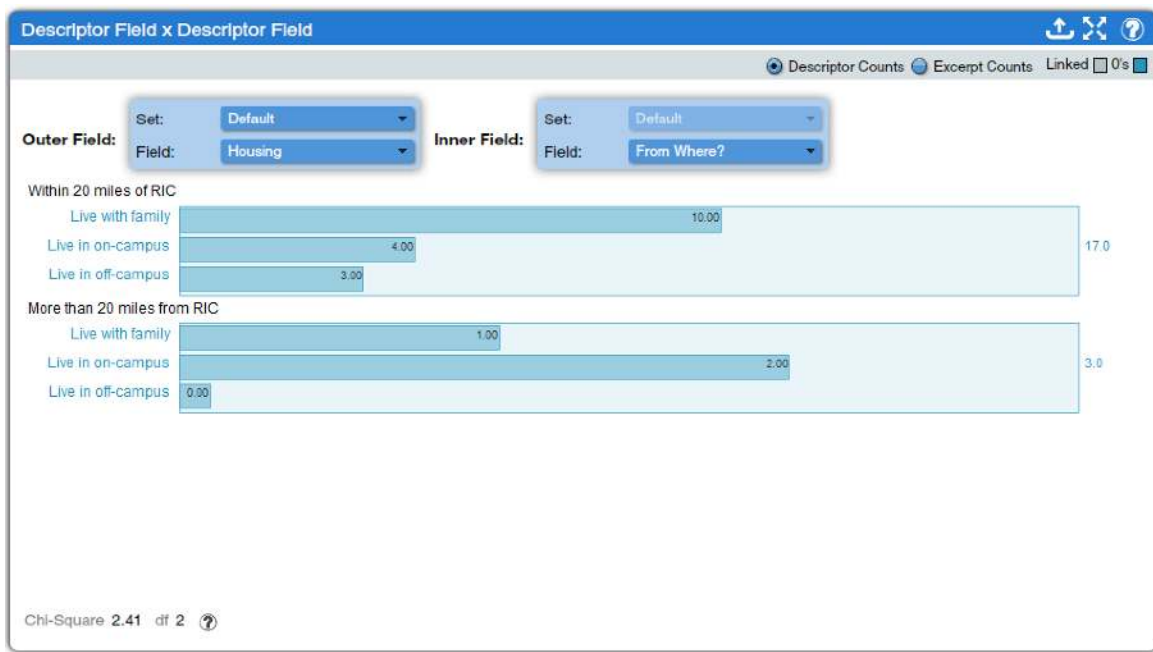 Descriptor Field x Descriptor Field
?
Descriptor Counts Excerpt Counts Linked 0's
Outer Field:
Set: Default
Field: Housing
Inner Field:
Set: Default
Field: From Where?
Within 20 miles of RIC
Live with family 10.00
Live in on-campus 4.00
Live in off-campus 3.00
17.0
More than 20 miles from RIC
Live with family 1.00
Live in on-campus 2.00
Live in off-campus 0.00
3.0
Chi-Square 2.41 df 2 ?